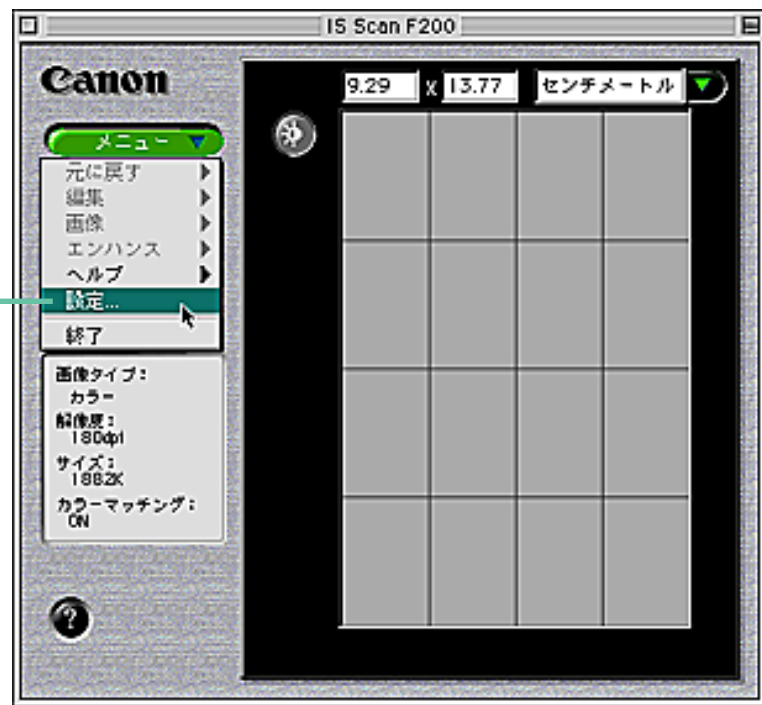 IS Scan F200
Canon
9.29 x 13.77 センチメートル
メニュー
元に戻す
編集
画像
エンハンス
ヘルプ
設定...
終了
画像タイプ：
カラー
解像度：
180dpi
サイズ：
1882K
カラーマッチング：
ON
?